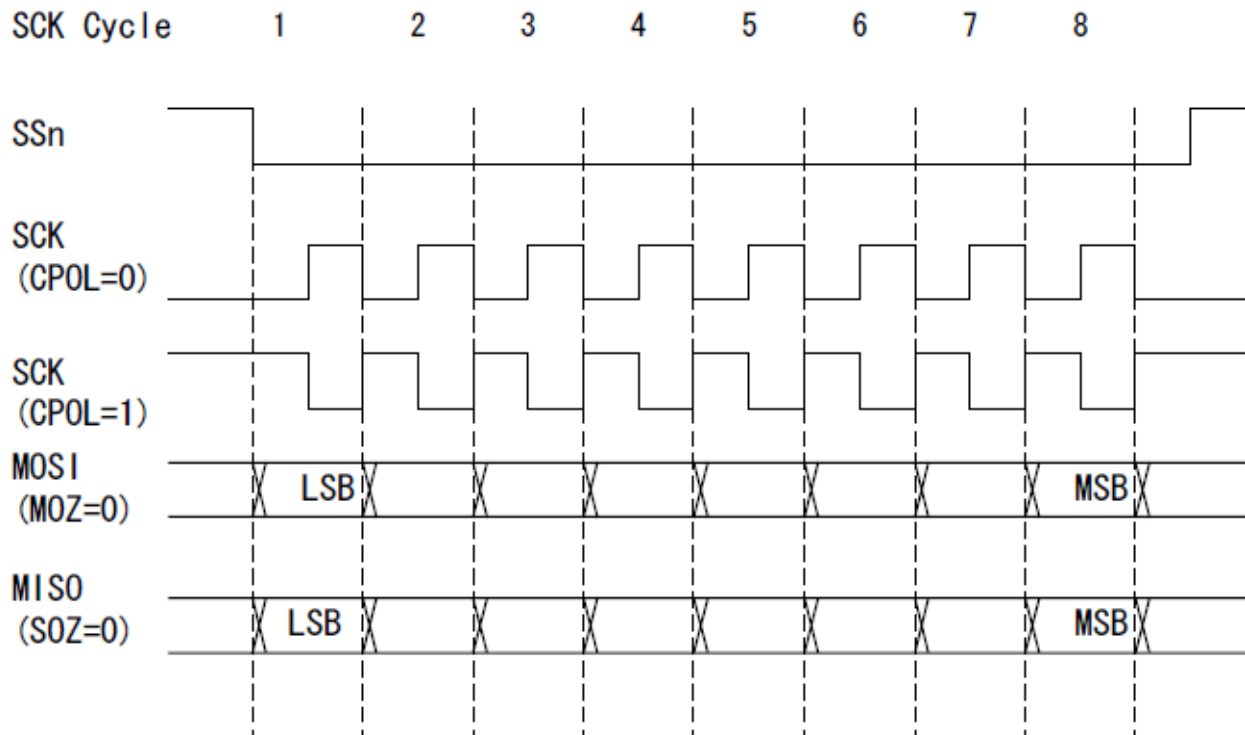 SCK Cycle 1 2 3 4 5 6 7 8
SSn
SCK
(CPOL=0)
SCK
(CPOL=1)
MOSI
(MOZ=0)
LSB MSB
MISO
(SOZ=0)
LSB MSB